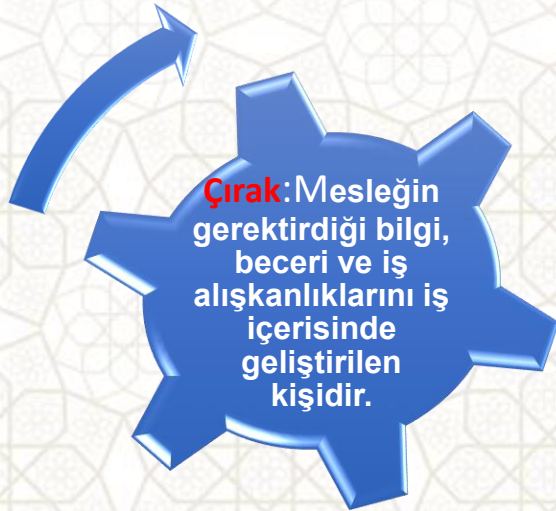 Çırak:Mesleğin
gerektirdiği bilgi,
beceri ve iş
alışkanlıklarını iş
içerisinde
geliştirilen
kişidir.